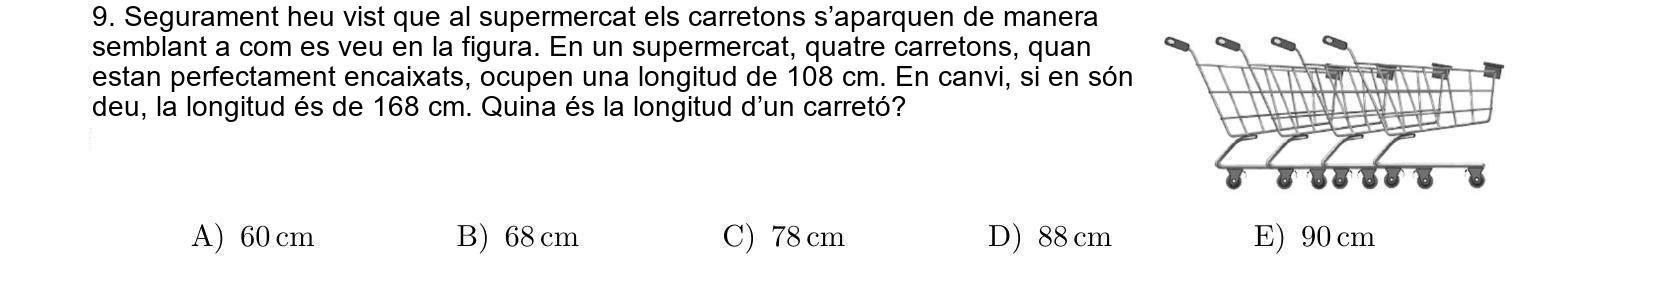 9. Segurament heu vist que al supermercat els carretons s’aparquen de manera
semblant a com es veu en la figura. En un supermercat, quatre carretons, quan
estan perfectament encaixats, ocupen una longitud de 108 cm. En canvi, si en són
deu, la longitud és de 168 cm. Quina és la longitud d’un carretó?
A) 60 cm B) 68 cm C) 78 cm D) 88 cm E) 90 cm